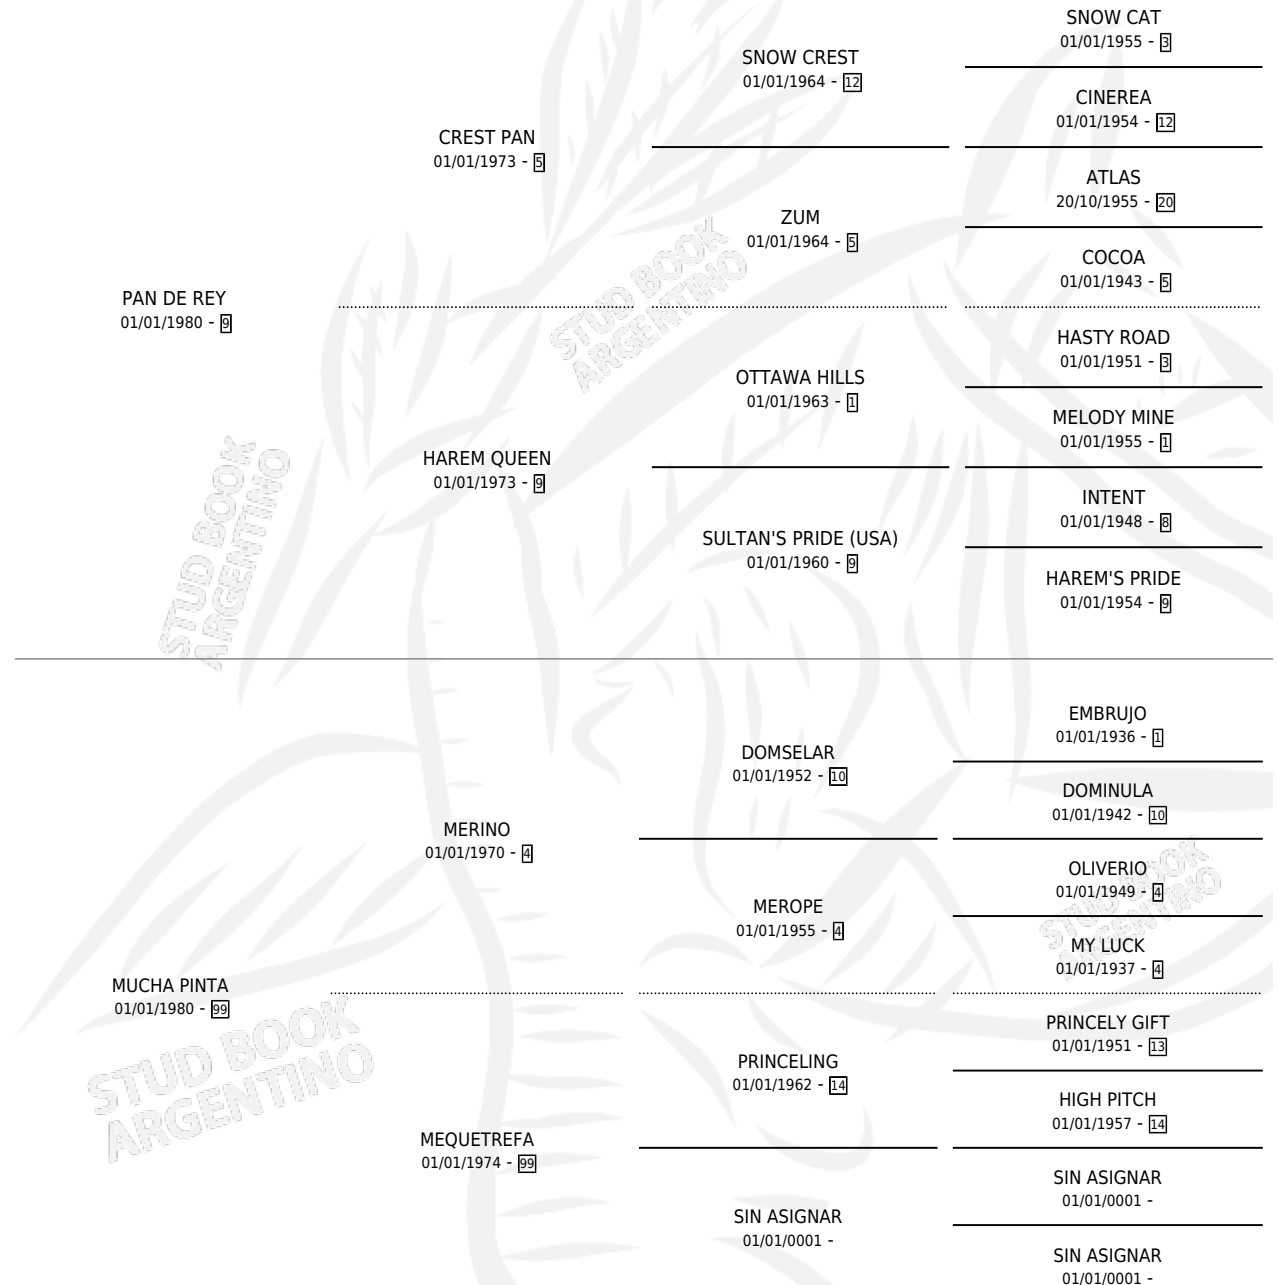 SNOW CAT
01/01/1955 - 3
SNOW CREST
01/01/1964 - 12
CINEREA
01/01/1954 - 12
CREST PAN
01/01/1973 - 5
ATLAS
20/10/1955 - 20
ZUM
01/01/1964 - 5
COCOA
01/01/1943 - 5
PAN DE REY
01/01/1980 - 9
HASTY ROAD
01/01/1951 - 3
OTTAWA HILLS
01/01/1963 - 1
MELODY MINE
01/01/1955 - 1
HAREM QUEEN
01/01/1973 - 9
INTENT
01/01/1948 - 8
SULTAN'S PRIDE (USA)
01/01/1960 - 9
HAREM'S PRIDE
01/01/1954 - 9
EMBRUJO
01/01/1936 - 1
DOMSELAR
01/01/1952 - 10
DOMINULA
01/01/1942 - 10
MERINO
01/01/1970 - 4
OLIVERIO
01/01/1949 - 4
MEROPE
01/01/1955 - 4
MY LUCK
01/01/1937 - 4
MUCHA PINTA
01/01/1980 - 99
PRINCELY GIFT
01/01/1951 - 13
PRINCELING
01/01/1962 - 14
HIGH PITCH
01/01/1957 - 14
MEQUETREFA
01/01/1974 - 99
SIN ASIGNAR
01/01/0001 -
SIN ASIGNAR
01/01/0001 -
SIN ASIGNAR
01/01/0001 -
STUD BOOK
ARGENTINO
STUD BOOK
ARGENTINO
STUD BOOK
ARGENTINO
STUD BOOK
ARGENTINO